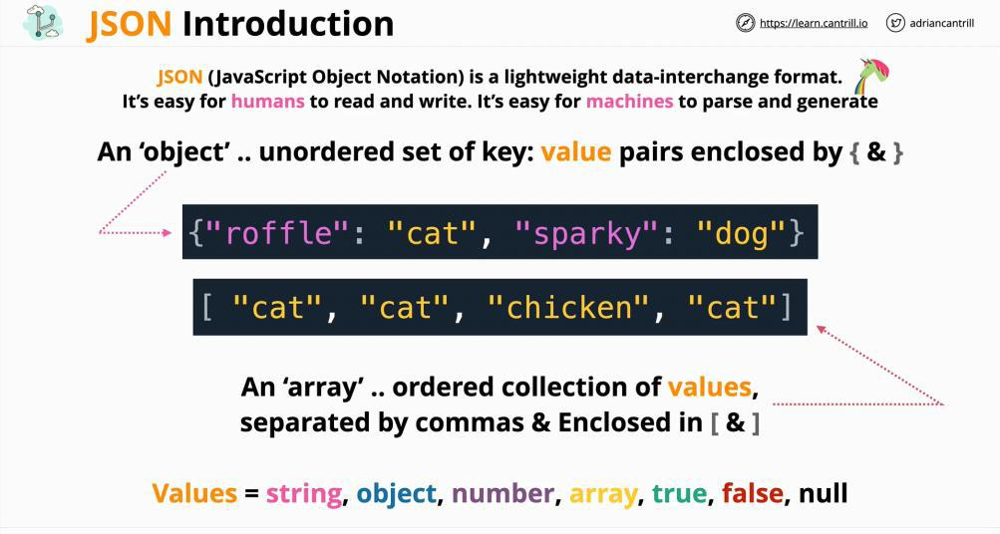 JSON Introduction
https://learn.cantrill.io
adriancantrill
JSON (JavaScript Object Notation) is a lightweight data-interchange format.
It’s easy for humans to read and write. It’s easy for machines to parse and generate
An ‘object’ .. unordered set of key: value pairs enclosed by { & }
{"roffle": "cat", "sparky": "dog"}
[ "cat", "cat", "chicken", "cat"]
An ‘array’ .. ordered collection of values,
separated by commas & Enclosed in [ & ]
Values = string, object, number, array, true, false, null